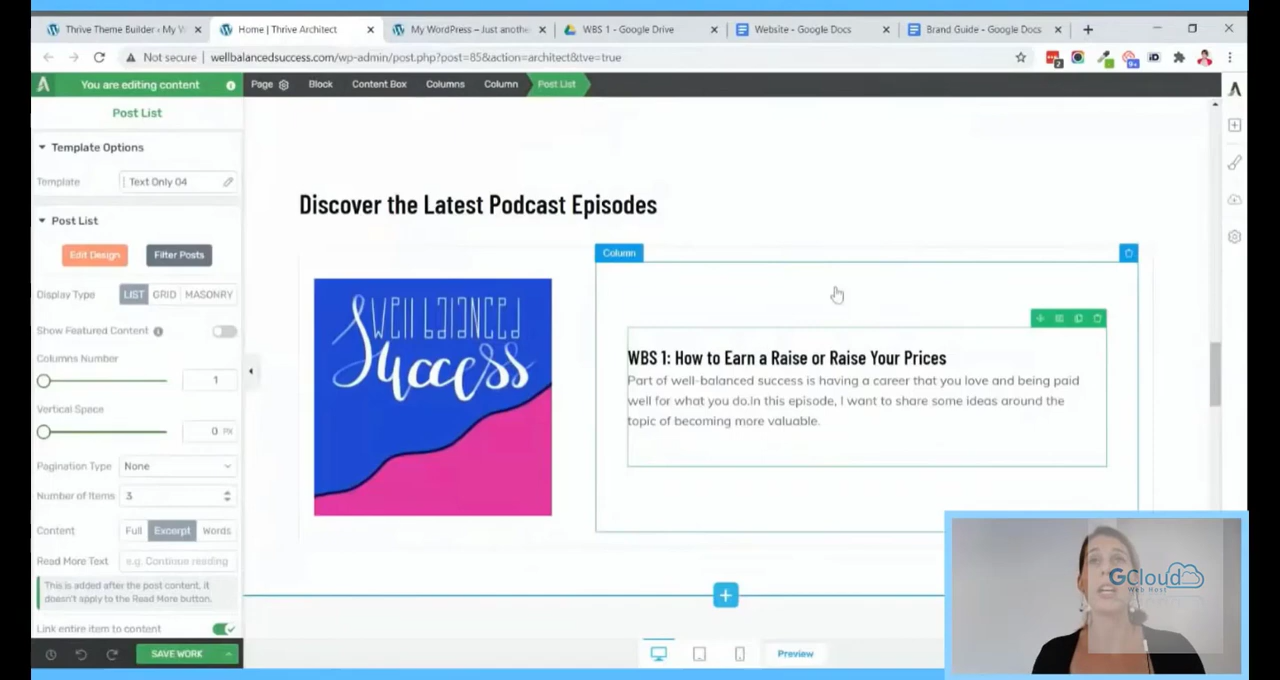 Thrive Theme Builder ‹ My W
Home | Thrive Architect
My WordPress – Just anothe
WBS 1 - Google Drive
Website - Google Docs
Brand Guide - Google Docs
Not secure | wellbalancedsuccess.com/wp-admin/post.php?post=85&action=architect&tve=true
You are editing content
Page
Block
Content Box
Columns
Column
Post List
Post List
Template Options
Template
Text Only 04
Post List
Edit Design
Filter Posts
Display Type
LIST
GRID
MASONRY
Show Featured Content
Columns Number
1
Vertical Space
0 PX
Pagination Type
None
Number of Items
3
Content
Full
Excerpt
Words
Read More Text
e.g. Continue reading
This is added after the post content, it
doesn't apply to the Read More button.
Link entire item to content
SAVE WORK
Discover the Latest Podcast Episodes
Column
well balanced
Success
WBS 1: How to Earn a Raise or Raise Your Prices
Part of well-balanced success is having a career that you love and being paid
well for what you do.In this episode, I want to share some ideas around the
topic of becoming more valuable.
Preview
GCloud
Web Host